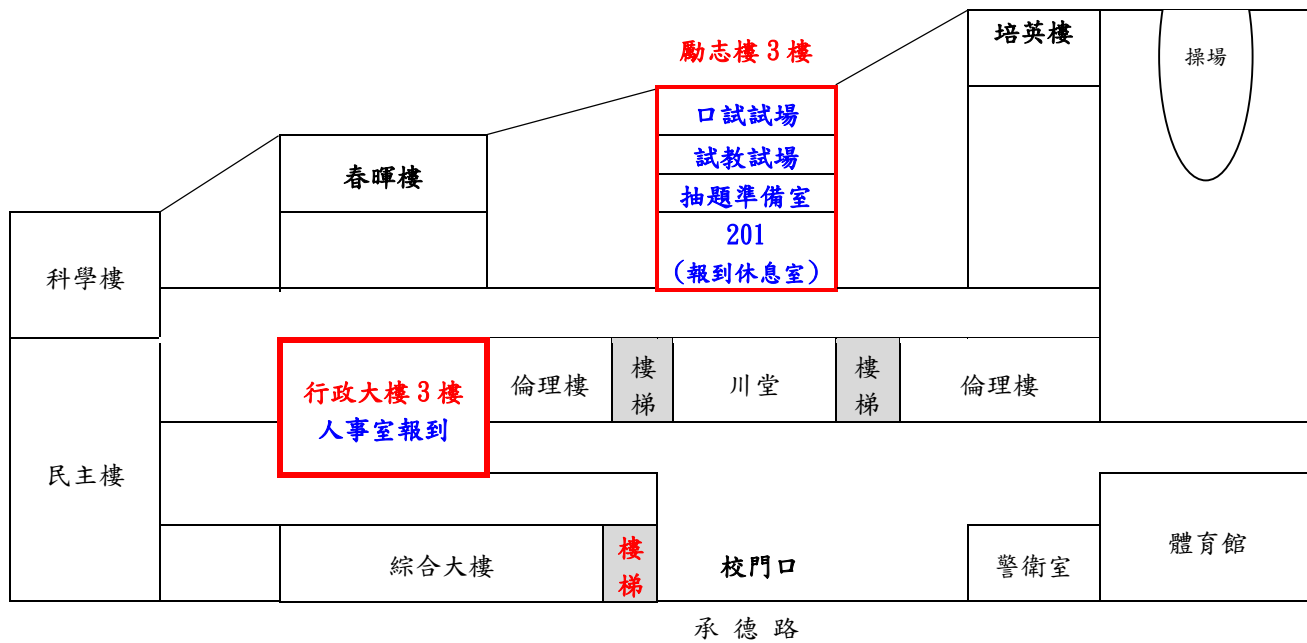 培英樓
操場
勵志樓 3 樓
口試試場
春暉樓
試教試場
抽題準備室
科學樓
201
(報到休息室)
行政大樓 3 樓
人事室報到
倫理樓
樓梯
川堂
樓梯
倫理樓
民主樓
綜合大樓
樓梯
校門口
警衛室
體育館
承 德 路